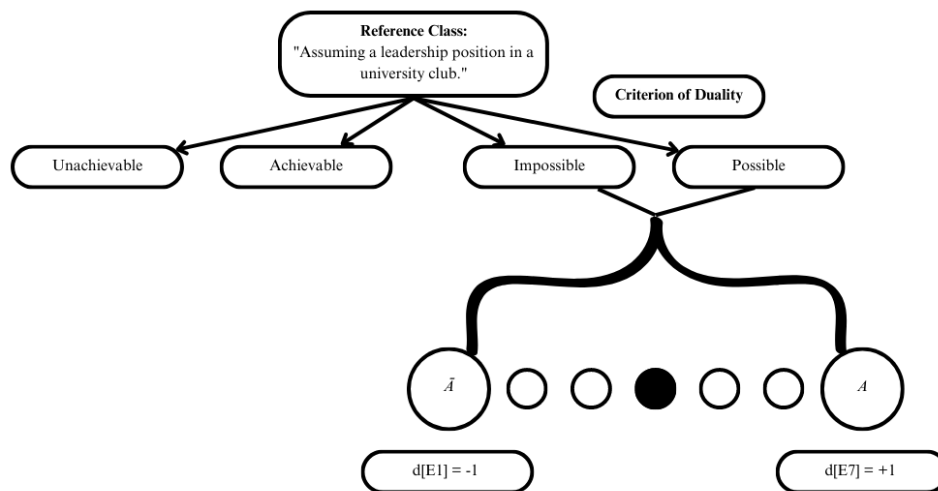 Reference Class:
"Assuming a leadership position in a
university club."
Criterion of Duality
Unachievable
Achievable
Impossible
Possible
Ā
A
d[E1] = -1
d[E7] = +1